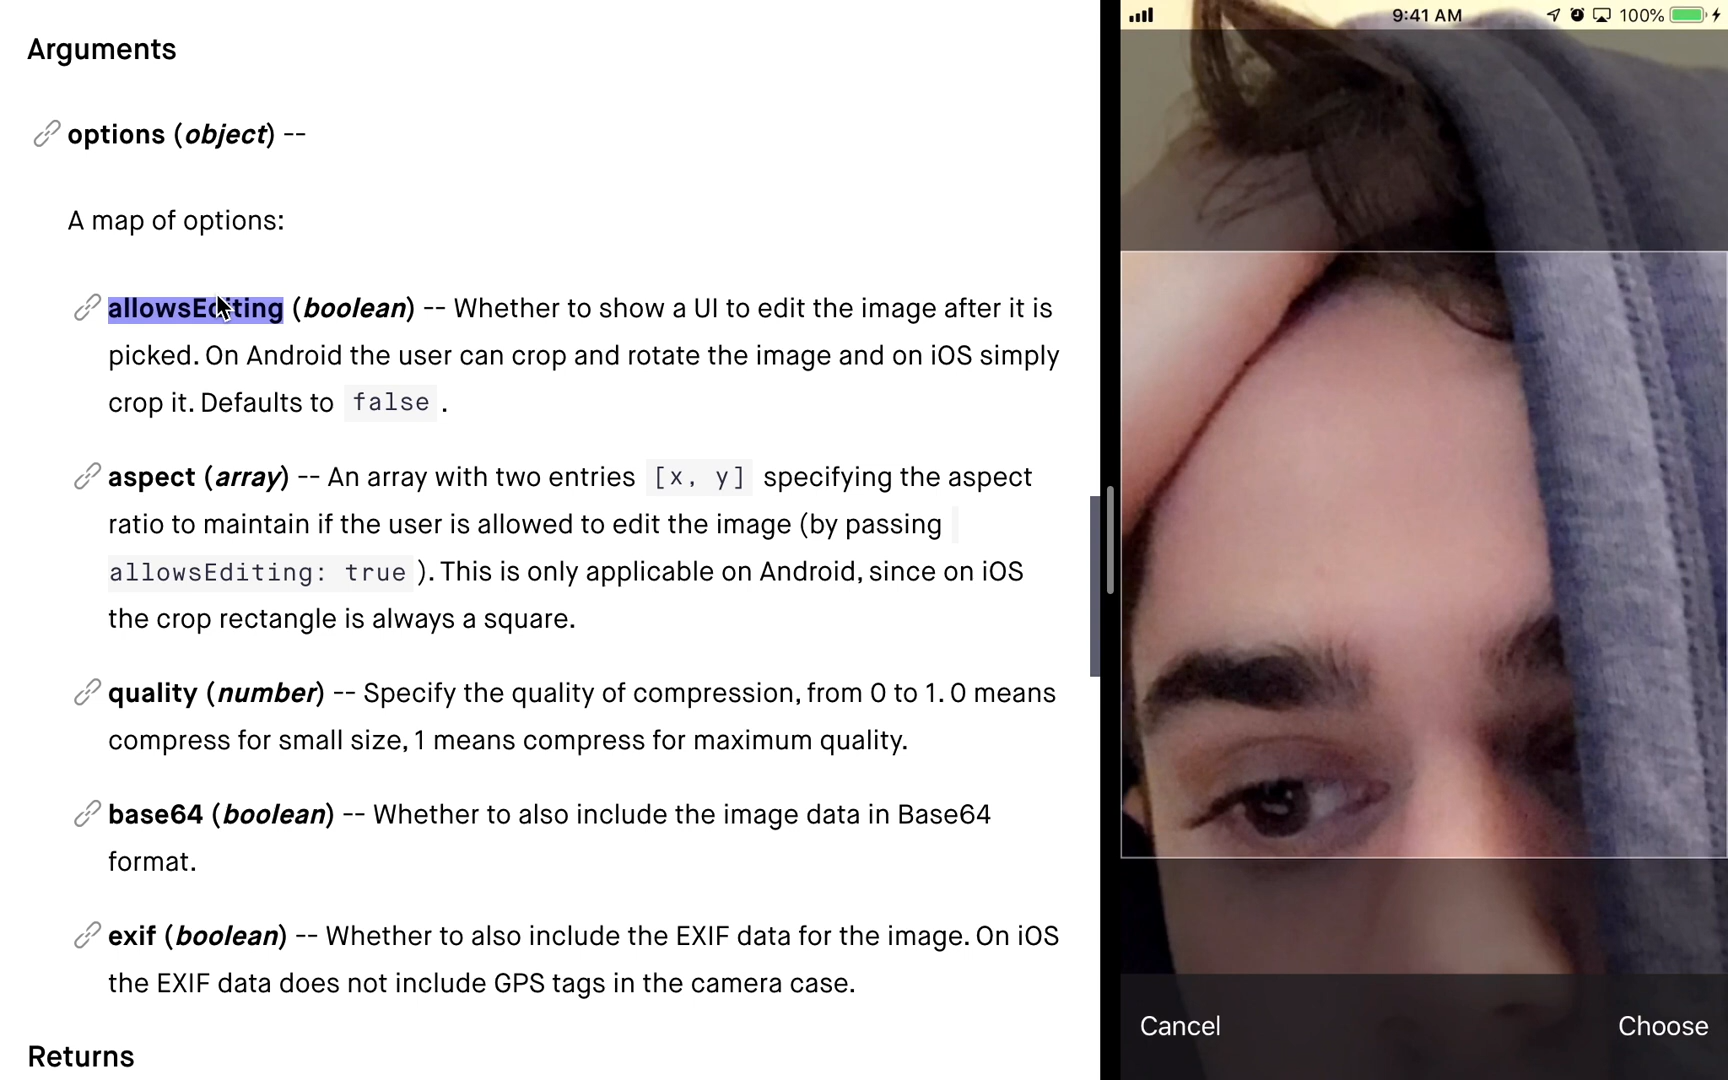 Arguments
options (object) --
A map of options:
allowsEditing (boolean) -- Whether to show a UI to edit the image after it is
picked. On Android the user can crop and rotate the image and on iOS simply
crop it. Defaults to false .
aspect (array) -- An array with two entries [x, y] specifying the aspect
ratio to maintain if the user is allowed to edit the image (by passing
allowsEditing: true ). This is only applicable on Android, since on iOS
the crop rectangle is always a square.
quality (number) -- Specify the quality of compression, from 0 to 1. 0 means
compress for small size, 1 means compress for maximum quality.
base64 (boolean) -- Whether to also include the image data in Base64
format.
exif (boolean) -- Whether to also include the EXIF data for the image. On iOS
the EXIF data does not include GPS tags in the camera case.
Returns
9:41 AM
100%
Cancel
Choose